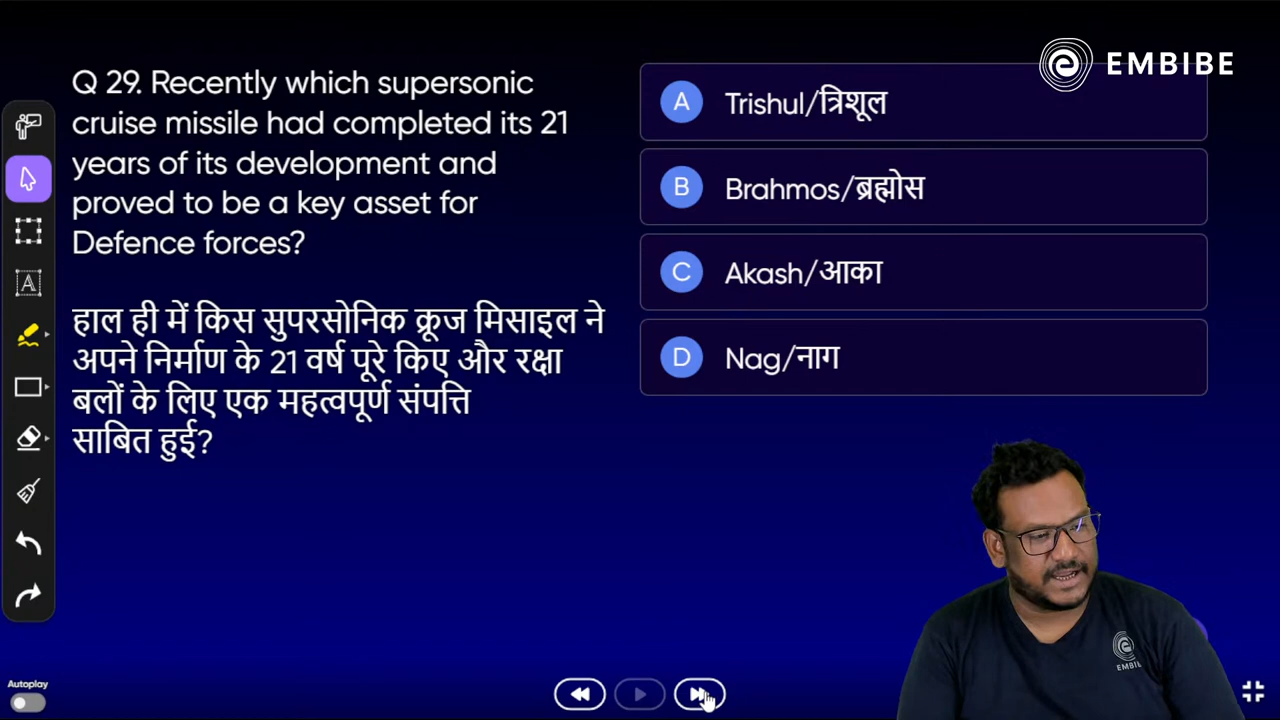 EMBIBE
Q 29. Recently which supersonic
cruise missile had completed its 21
years of its development and
proved to be a key asset for
Defence forces?
हाल ही में किस सुपरसोनिक क्रूज मिसाइल ने
अपने निर्माण के 21 वर्ष पूरे किए और रक्षा
बलों के लिए एक महत्वपूर्ण संपत्ति
साबित हुई?
A Trishul/त्रिशूल
B Brahmos/ब्रह्मोस
C Akash/आका
D Nag/नाग
A
EMBIBE
Autoplay